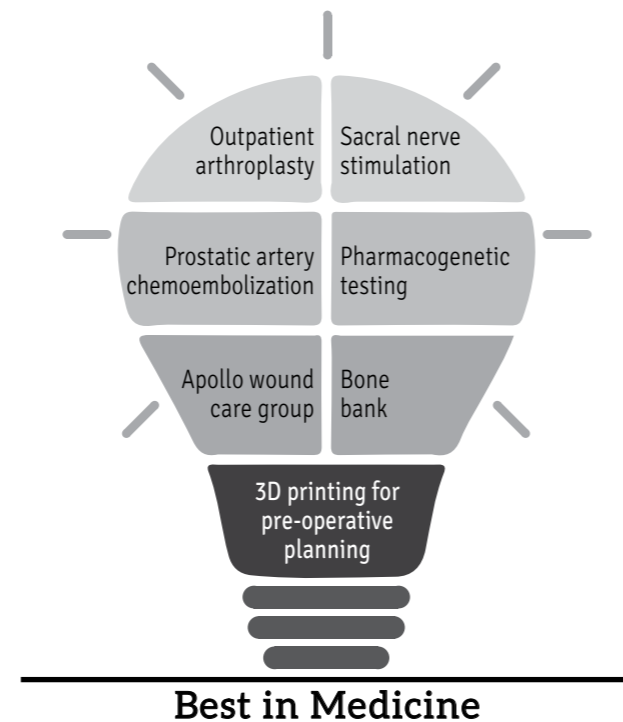 Outpatient
arthroplasty
Sacral nerve
stimulation
Prostatic artery
chemoembolization
Pharmacogenetic
testing
Apollo wound
care group
Bone
bank
3D printing for
pre-operative
planning
Best in Medicine